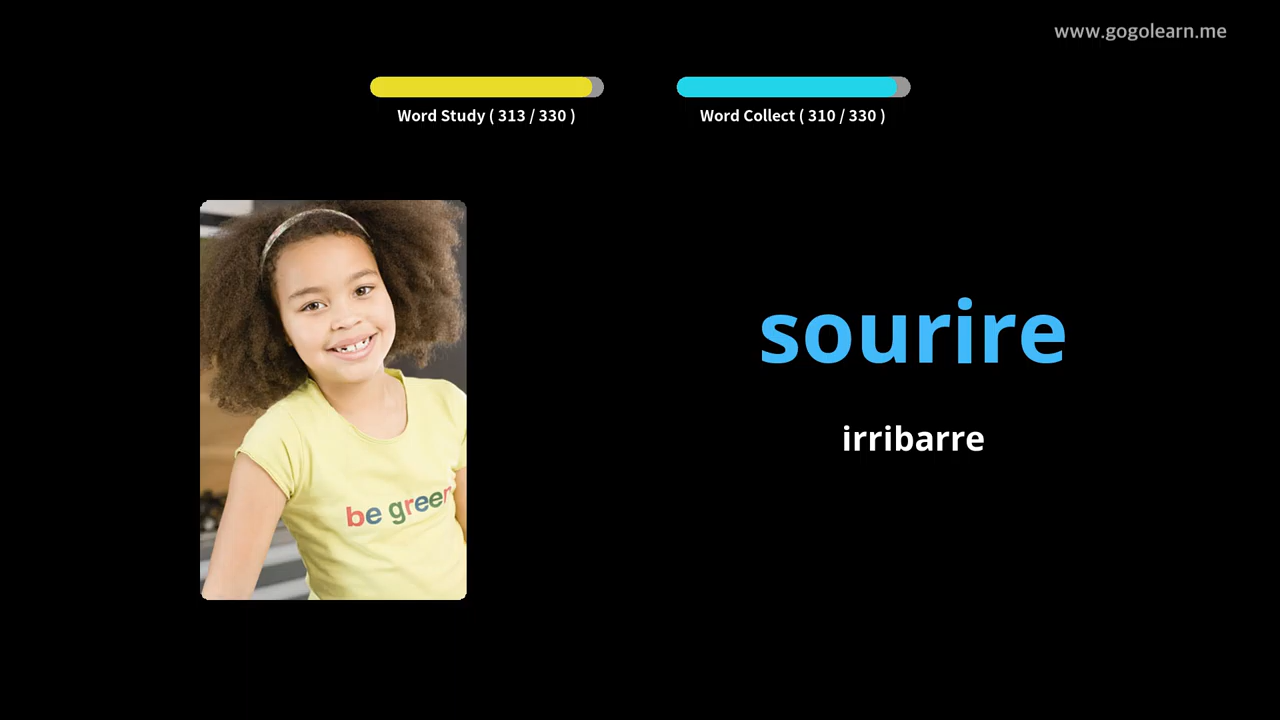 www.gogolearn.me
Word Study ( 313 / 330 )
Word Collect ( 310 / 330 )
sourire
irribarre
be green